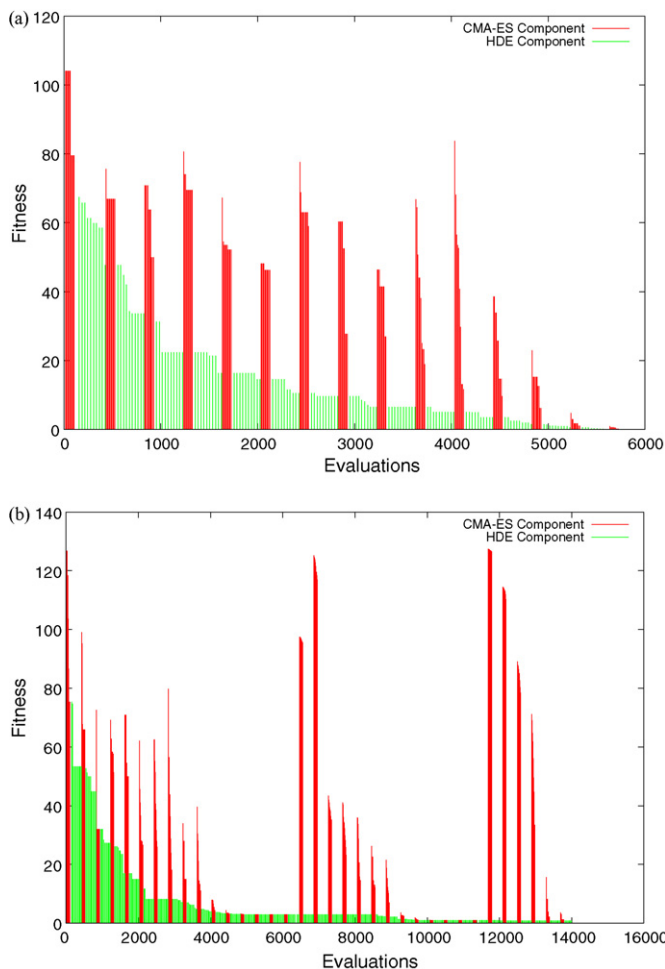 (a)
120
100
80
60
40
20
0
Fitness
CMA-ES Component
HDE Component
0 1000 2000 3000 4000 5000 6000
Evaluations
(b)
140
120
100
80
60
40
20
0
Fitness
CMA-ES Component
HDE Component
0 2000 4000 6000 8000 10000 12000 14000 16000
Evaluations